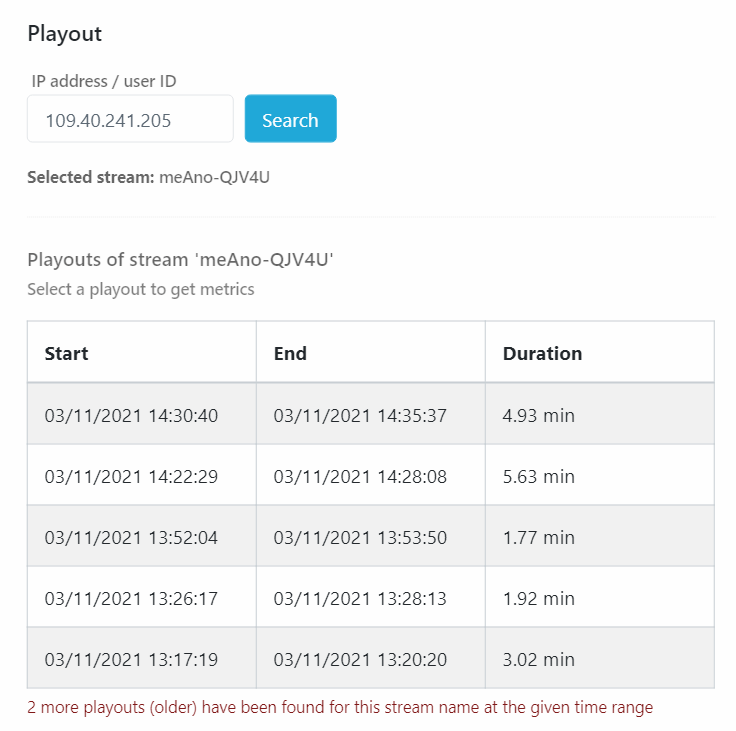 Playout
IP address / user ID
109.40.241.205 Search
Selected stream: meAno-QJV4U
Playouts of stream 'meAno-QJV4U'
Select a playout to get metrics
Start End Duration
03/11/2021 14:30:40 03/11/2021 14:35:37 4.93 min
03/11/2021 14:22:29 03/11/2021 14:28:08 5.63 min
03/11/2021 13:52:04 03/11/2021 13:53:50 1.77 min
03/11/2021 13:26:17 03/11/2021 13:28:13 1.92 min
03/11/2021 13:17:19 03/11/2021 13:20:20 3.02 min
2 more playouts (older) have been found for this stream name at the given time range